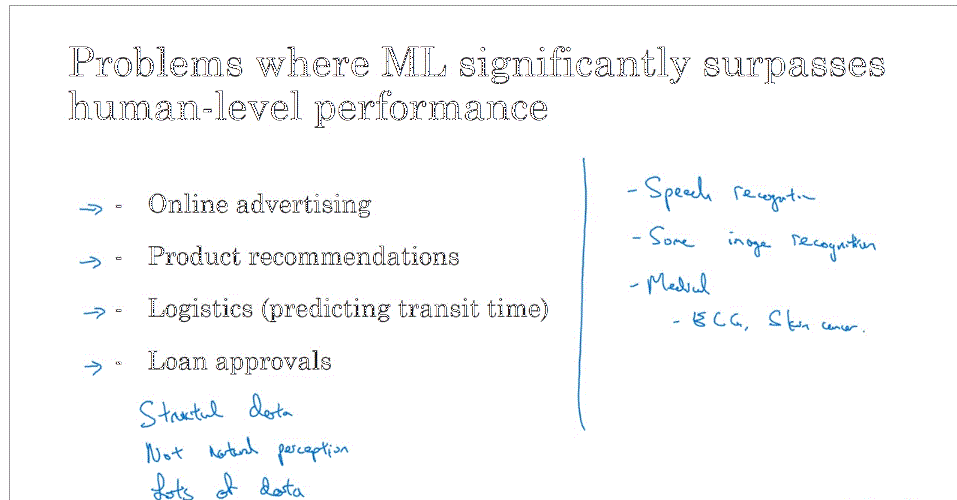 Problems where ML significantly surpasses
human-level performance
- Online advertising
- Product recommendations
- Logistics (predicting transit time)
- Loan approvals
Structul data
Not natural perception
Lots of data
- Speech recognition
- Some image recognition
- Medical
- ECG, Skin cancer.